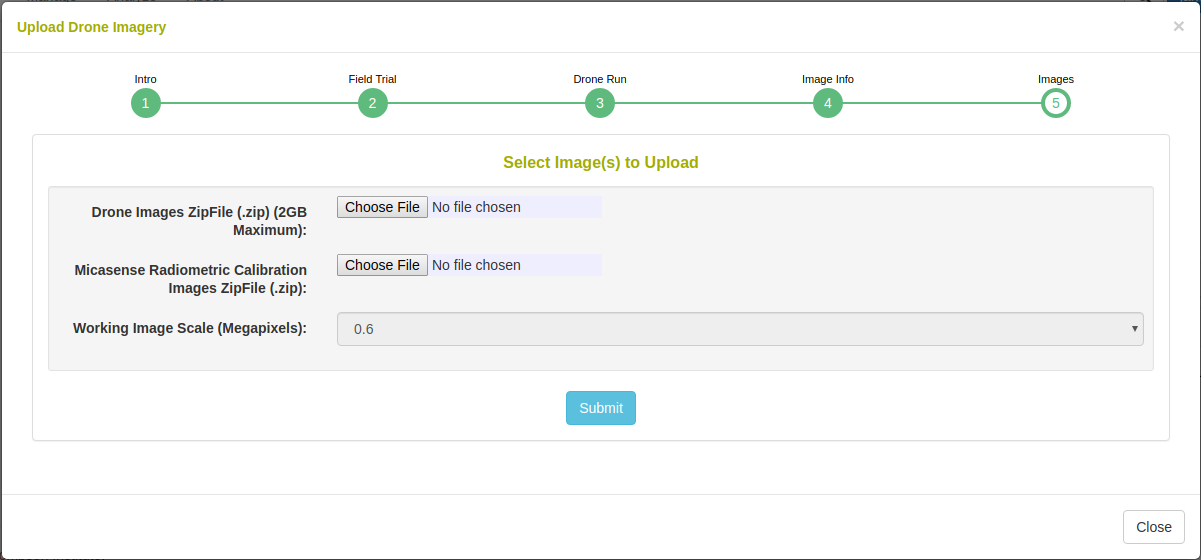 Upload Drone Imagery
×
Intro
Field Trial
Drone Run
Image Info
Images
1
2
3
4
5
Select Image(s) to Upload
Drone Images ZipFile (.zip) (2GB
Maximum):
Choose File No file chosen
Micasense Radiometric Calibration
Images ZipFile (.zip):
Choose File No file chosen
Working Image Scale (Megapixels):
0.6
Submit
Close